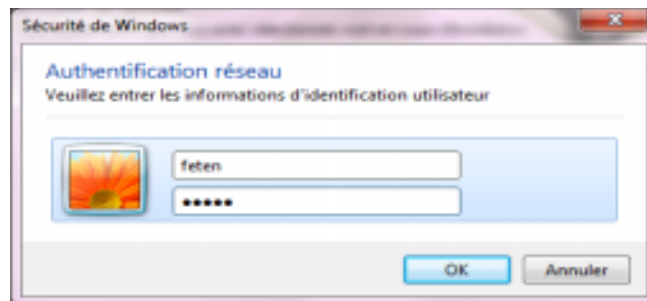 Sécurité de Windows
Authentification réseau
Veuillez entrer les informations d'identification utilisateur
feten
•••••
OK
Annuler